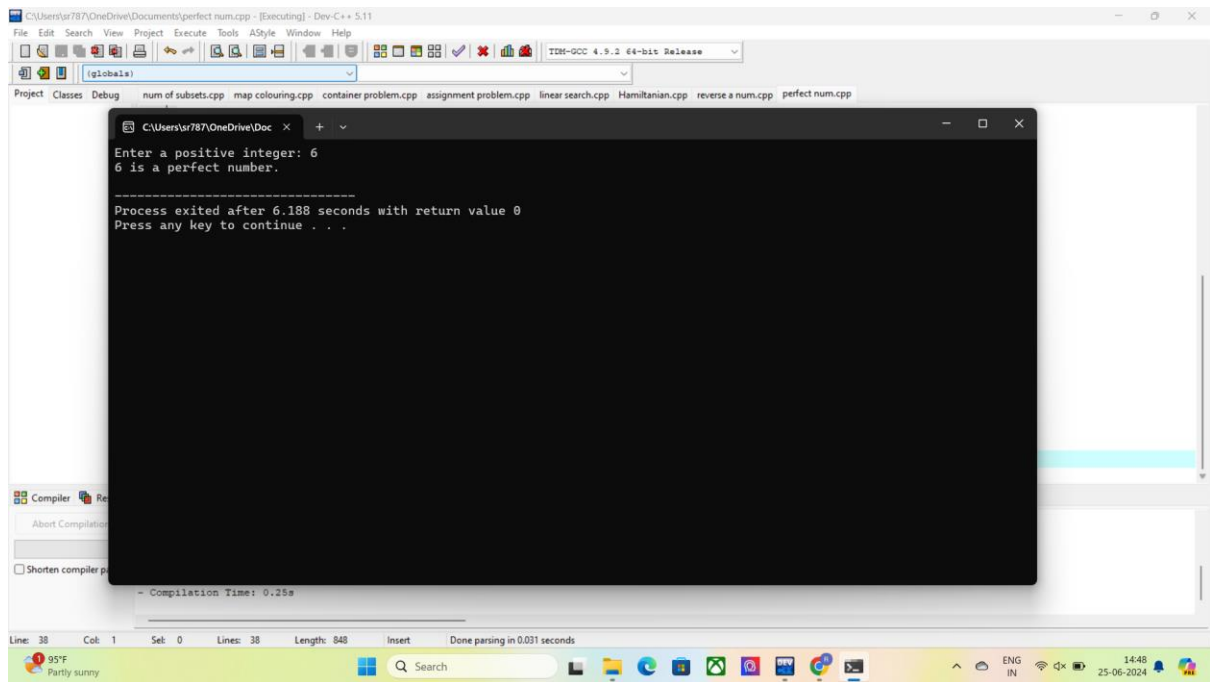 C:\Users\sr787\OneDrive\Documents\perfect num.cpp - [Executing] - Dev-C++ 5.11
File Edit Search View Project Execute Tools AStyle Window Help
TDM-GCC 4.9.2 64-bit Release
(globals)
Project Classes Debug num of subsets.cpp map colouring.cpp container problem.cpp assignment problem.cpp linear search.cpp Hamiltanian.cpp reverse a num.cpp perfect num.cpp
C:\Users\sr787\OneDrive\Doc
Enter a positive integer: 6
6 is a perfect number.
--------------------------------
Process exited after 6.188 seconds with return value 0
Press any key to continue . . .
Compiler Re
Abort Compilation
Shorten compiler pa
- Compilation Time: 0.25s
Line: 38 Col: 1 Sel: 0 Lines: 38 Length: 848 Insert Done parsing in 0.031 seconds
1
95°F
Partly sunny
Search
DEV
ENG
IN
14:48
25-06-2024
PRE